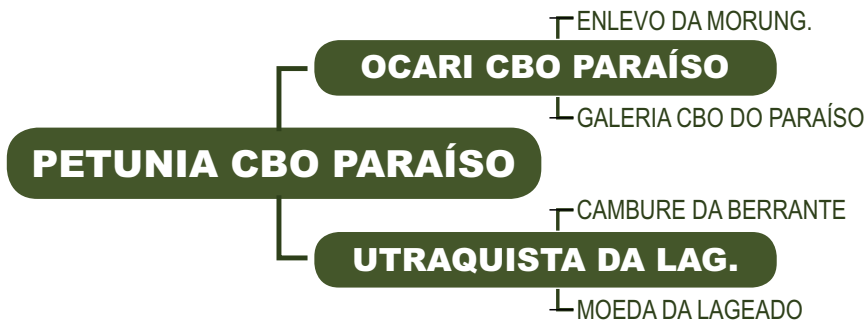 ENLEVO DA MORUNG.
OCARI CBO PARAÍSO
GALERIA CBO DO PARAÍSO
PETUNIA CBO PARAÍSO
CAMBURE DA BERRANTE
UTRAQUISTA DA LAG.
MOEDA DA LAGEADO